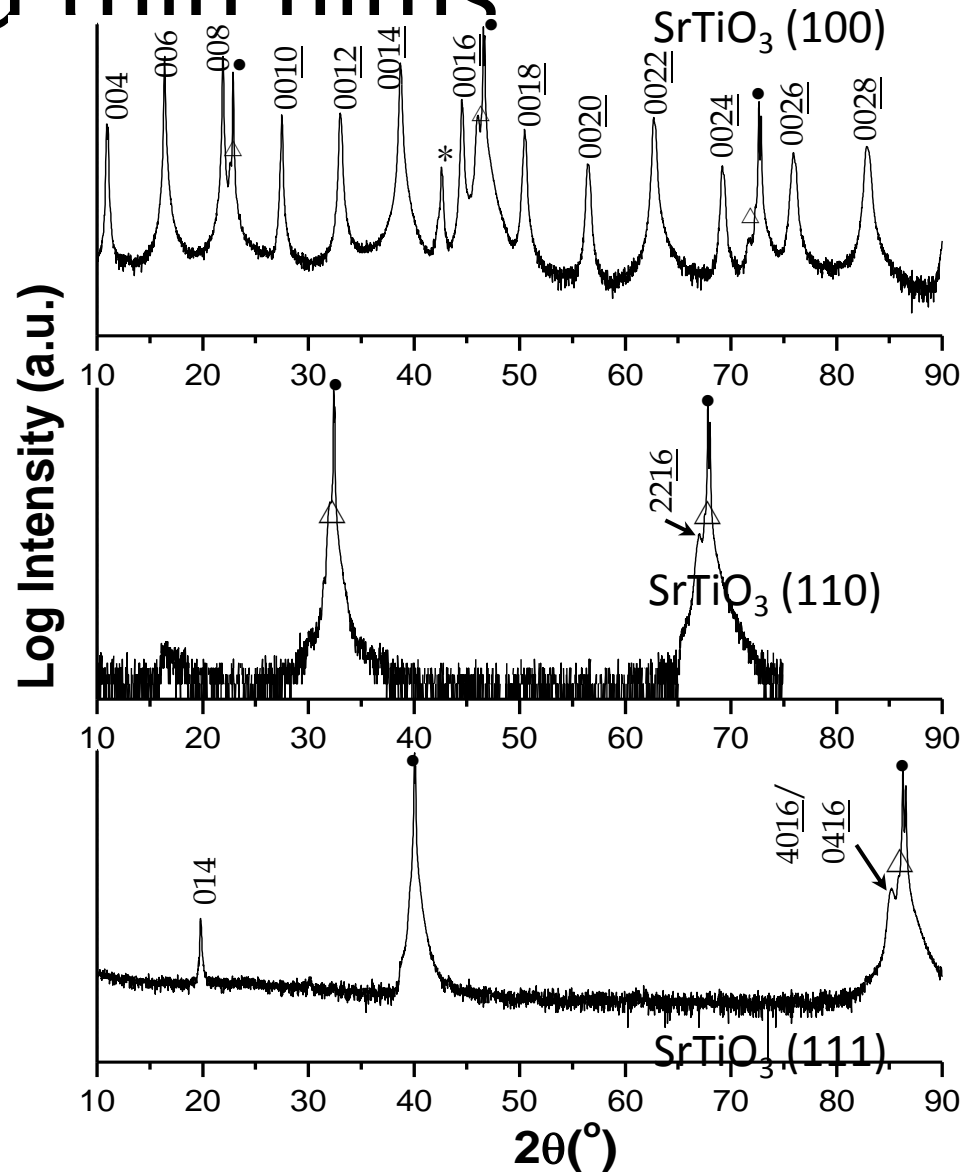 SrTiO₃ (100)
004 006 008 0010 0012 0014 * 0016 0018 0020 0022 0024 0026 0028
10 20 30 40 50 60 70 80 90
Log Intensity (a.u.)
2216
SrTiO₃ (110)
10 20 30 40 50 60 70 80 90
014
4016/
0416
SrTiO₃ (111)
10 20 30 40 50 60 70 80 90
2θ(°)